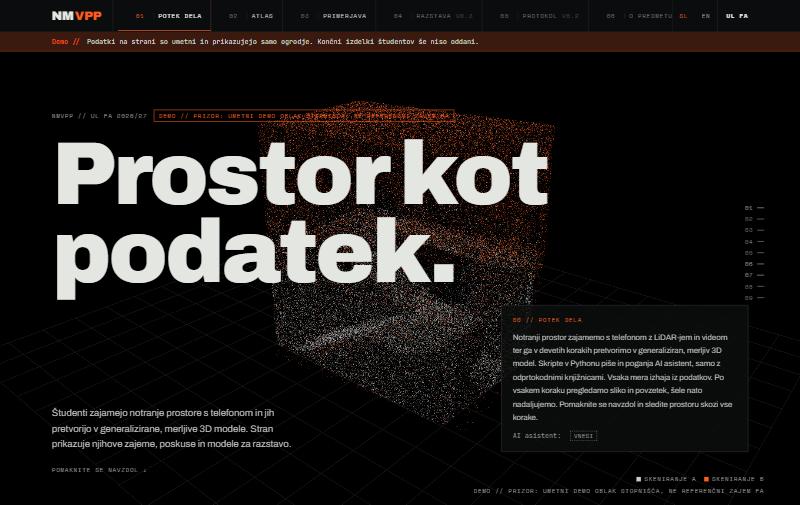 NMVPP 01 POTEK DELA 02 ATLAS 03 PRIMERJAVA 04 RAZSTAVA V0.2 05 PROTOKOL V0.2 06 O PREDMETU SL EN UL FA
Demo // Podatki na strani so umetni in prikazujejo samo ogrodje. Končni izdelki študentov še niso oddani.
NMVPP // UL FA 2026/27 DEMO // PRIZOR: UMETNI DEMO OBLAK STOPNIŠČA, NE REFERENČNI ZAJEM FA
Prostor kot
podatek.
01
02
03
04
05
06
07
08
09
00 // POTEK DELA
Notranji prostor zajamemo s telefonom z LiDAR-jem in videom
ter ga v devetih korakih pretvorimo v generaliziran, merljiv 3D
model. Skripte v Pythonu piše in poganja AI asistent, samo z
odprtokodnimi knjižnicami. Vsaka mera izhaja iz podatkov. Po
vsakem koraku pregledamo sliko in povzetek, šele nato
nadaljujemo. Pomaknite se navzdol in sledite prostoru skozi vse
korake.
AI asistent: VNESI
Študenti zajamejo notranje prostore s telefonom in jih
pretvorijo v generalizirane, merljive 3D modele. Stran
prikazuje njihove zajeme, poskuse in modele za razstavo.
POMAKNITE SE NAVZDOL ↓
SKENIRANJE A SKENIRANJE B
DEMO // PRIZOR: UMETNI DEMO OBLAK STOPNIŠČA, NE REFERENČNI ZAJEM FA